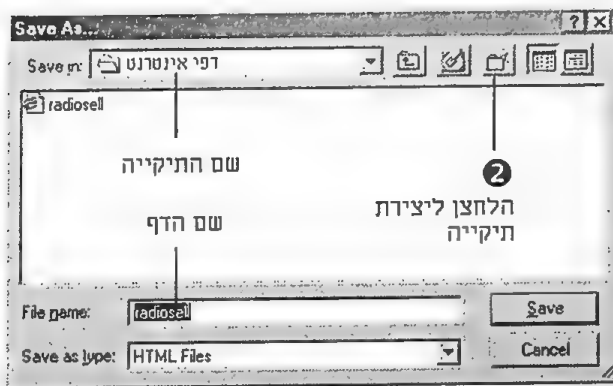 Save As...
Save in: דפי אינטרנט
radiosell
שם התיקייה
שם הדף
2
הלחצן ליצירת
תיקייה
File name: radiosell
Save
Save as type: HTML Files
Cancel